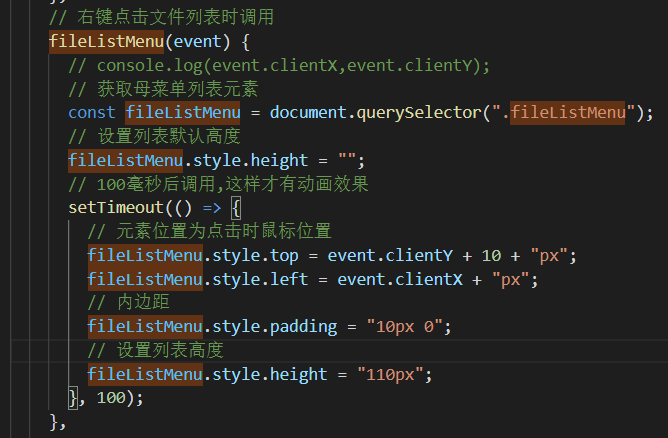 // 右键点击文件列表时调用
fileListMenu(event) {
// console.log(event.clientX,event.clientY);
// 获取母菜单列表元素
const fileListMenu = document.querySelector(".fileListMenu");
// 设置列表默认高度
fileListMenu.style.height = "";
// 100毫秒后调用,这样才有动画效果
setTimeout(() => {
// 元素位置为点击时鼠标位置
fileListMenu.style.top = event.clientY + 10 + "px";
fileListMenu.style.left = event.clientX + "px";
// 内边距
fileListMenu.style.padding = "10px 0";
// 设置列表高度
fileListMenu.style.height = "110px";
}, 100);
},